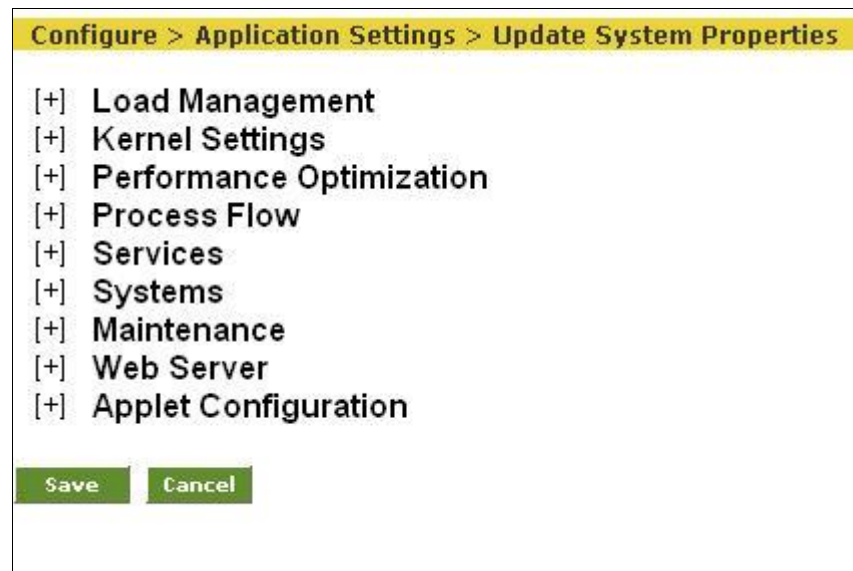 Configure > Application Settings > Update System Properties
[+] Load Management
[+] Kernel Settings
[+] Performance Optimization
[+] Process Flow
[+] Services
[+] Systems
[+] Maintenance
[+] Web Server
[+] Applet Configuration
Save Cancel